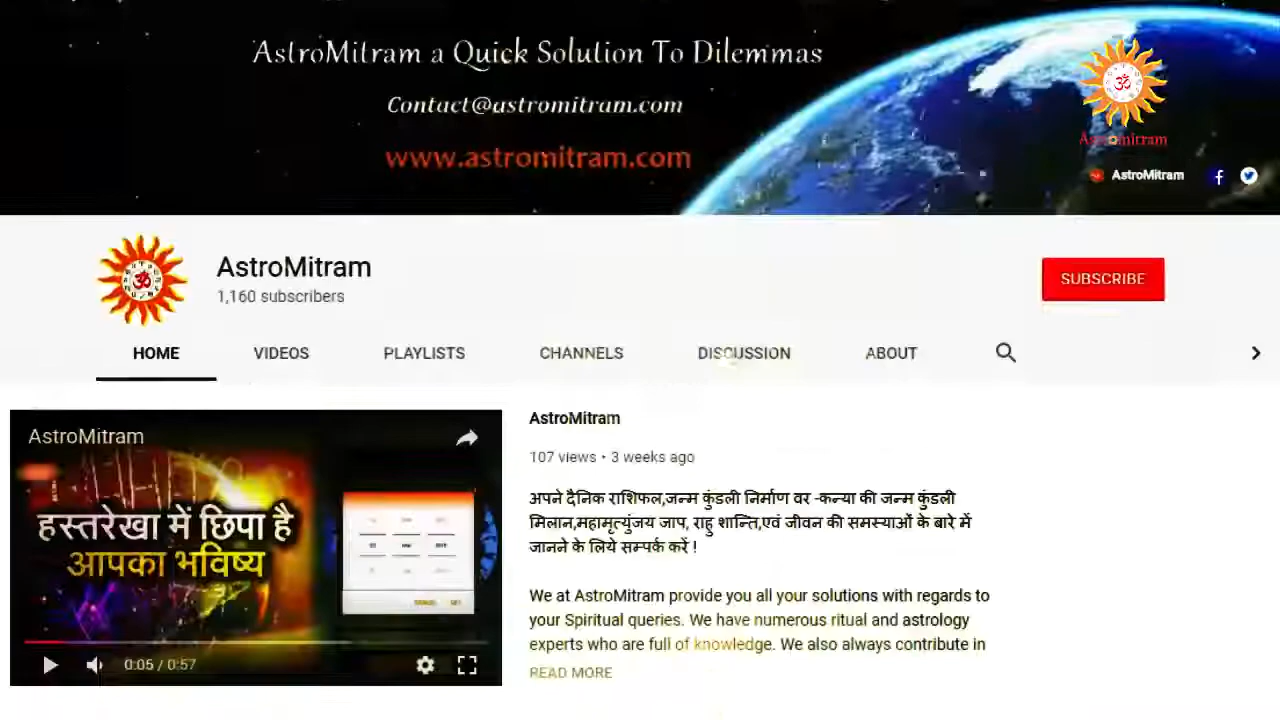 AstroMitram a Quick Solution To Dilemmas
Contact@astromitram.com
www.astromitram.com
Astromitram
AstroMitram
AstroMitram
1,160 subscribers
SUBSCRIBE
HOME VIDEOS PLAYLISTS CHANNELS DISCUSSION ABOUT
AstroMitram
हस्तरेखा में छिपा है
आपका भविष्य
0:05 / 0:57
AstroMitram
107 views • 3 weeks ago
अपने दैनिक राशिफल,जन्म कुंडली निर्माण वर -कन्या की जन्म कुंडली
मिलान,महामृत्युंजय जाप, राहु शान्ति,एवं जीवन की समस्याओं के बारे में
जानने के लिये सम्पर्क करें !
We at AstroMitram provide you all your solutions with regards to
your Spiritual queries. We have numerous ritual and astrology
experts who are full of knowledge. We also always contribute in
READ MORE